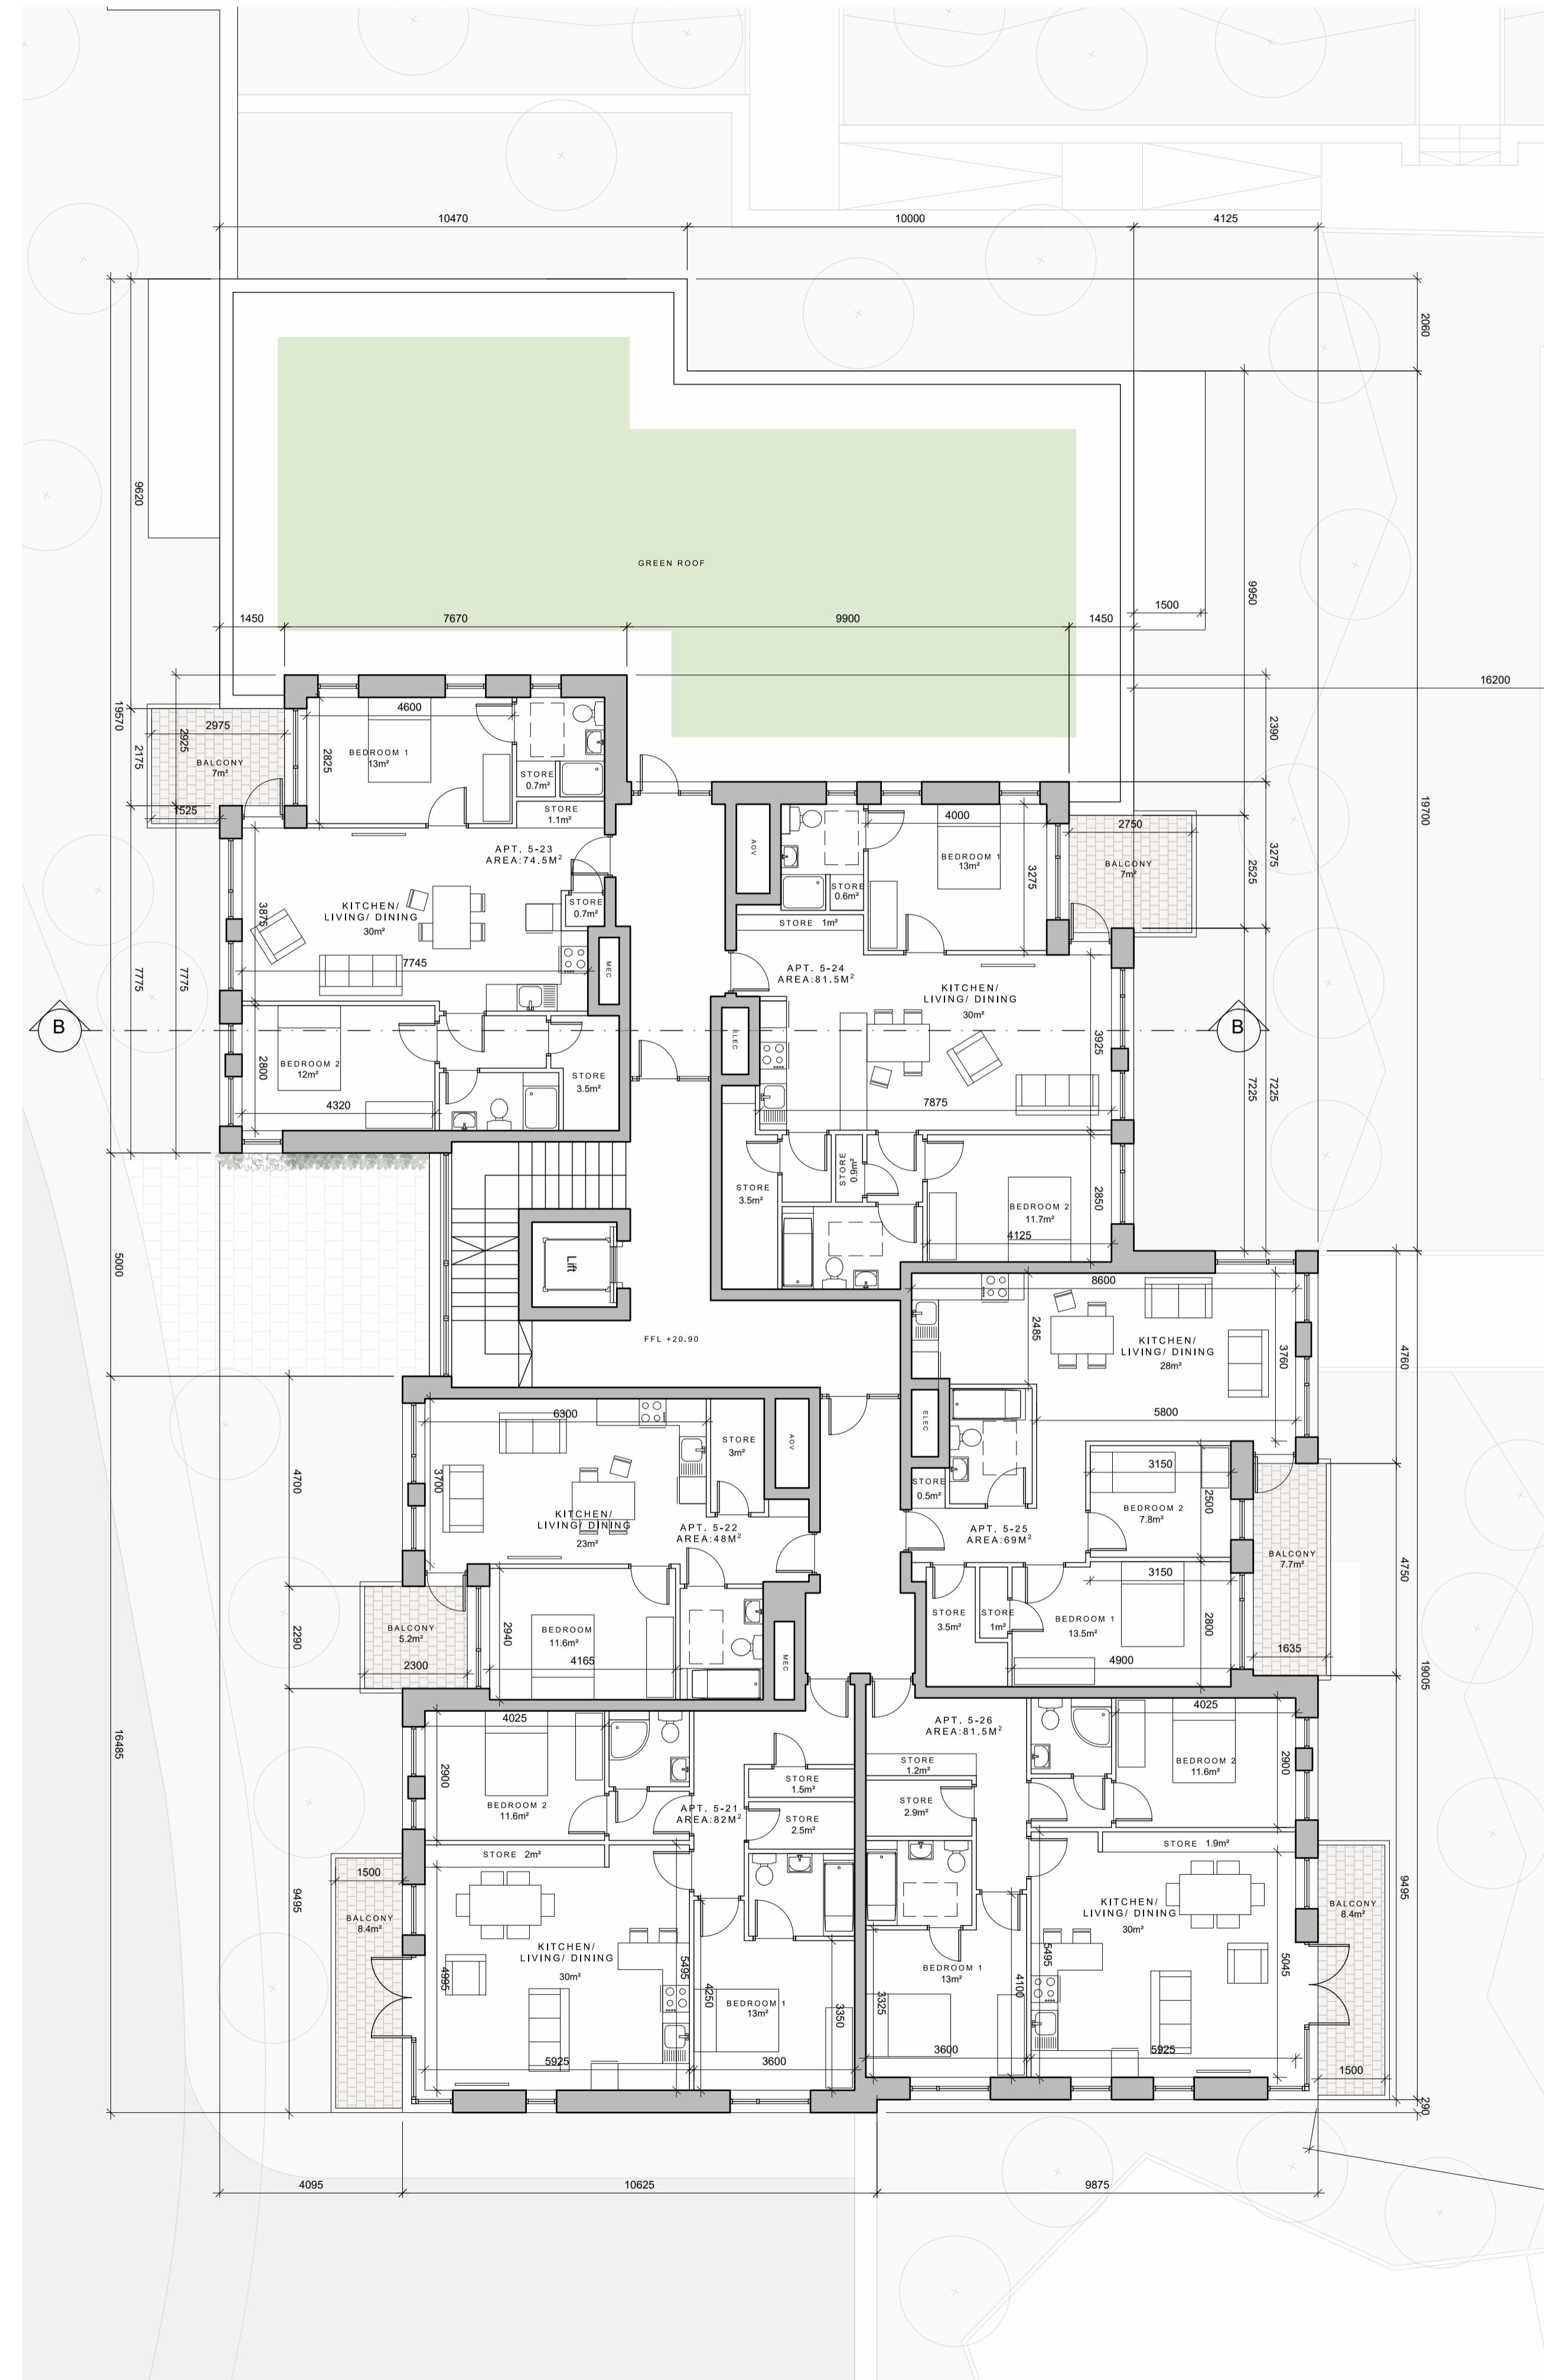 10470
10000
4125
2060
9620
GREEN ROOF
9950
1450
7670
9900
1450
1500
16200
19570
2175
2925
2975
BALCONY
7m²
1525
4600
BEDROOM 1
13m²
2825
STORE
0.7m²
STORE
1.1m²
2390
19700
APT. 5-23
AREA:74.5M²
AOV
4000
BEDROOM 1
13m²
3275
2750
BALCONY
7m²
2525
3275
STORE
0.6m²
STORE 1m²
3875
KITCHEN/
LIVING/ DINING
30m²
STORE
0.7m²
MEC
7745
7775
7775
APT. 5-24
AREA:81.5M²
KITCHEN/
LIVING/ DINING
30m²
B
B
ELEC
3925
7225
7225
BEDROOM 2
12m²
2800
4320
STORE
3.5m²
7875
STORE
3.5m²
STORE
0.6m²
BEDROOM 2
11.7m²
2850
4125
5000
Lift
FFL +20.90
8600
2485
KITCHEN/
LIVING/ DINING
28m²
3760
4760
5800
ELEC
6300
STORE
3m²
AOV
3700
4700
KITCHEN/
LIVING/ DINING
23m²
APT. 5-22
AREA:48M²
STORE
0.5m²
APT. 5-25
AREA:69M²
3150
BEDROOM 2
7.8m²
2500
BALCONY
7.7m²
4750
3150
BALCONY
5.2m²
2300
2290
2940
BEDROOM
11.6m²
4165
MEC
STORE
3.5m²
STORE
1m²
BEDROOM 1
13.5m²
2800
4900
1635
19005
16485
4025
2900
BEDROOM 2
11.6m²
APT. 5-21
AREA:82M²
STORE
1.5m²
STORE
2.5m²
APT. 5-26
AREA:81.5M²
STORE
1.2m²
STORE
2.9m²
4025
BEDROOM 2
11.6m²
2900
STORE 2m²
STORE 1.9m²
1500
BALCONY
8.4m²
9495
KITCHEN/
LIVING/ DINING
30m²
4995
5495
4250
BEDROOM 1
13m²
3350
3325
BEDROOM 1
13m²
4100
5495
KITCHEN/
LIVING/ DINING
30m²
5045
BALCONY
8.4m²
9495
5925
3600
3600
5925
1500
290
4095
10625
9875